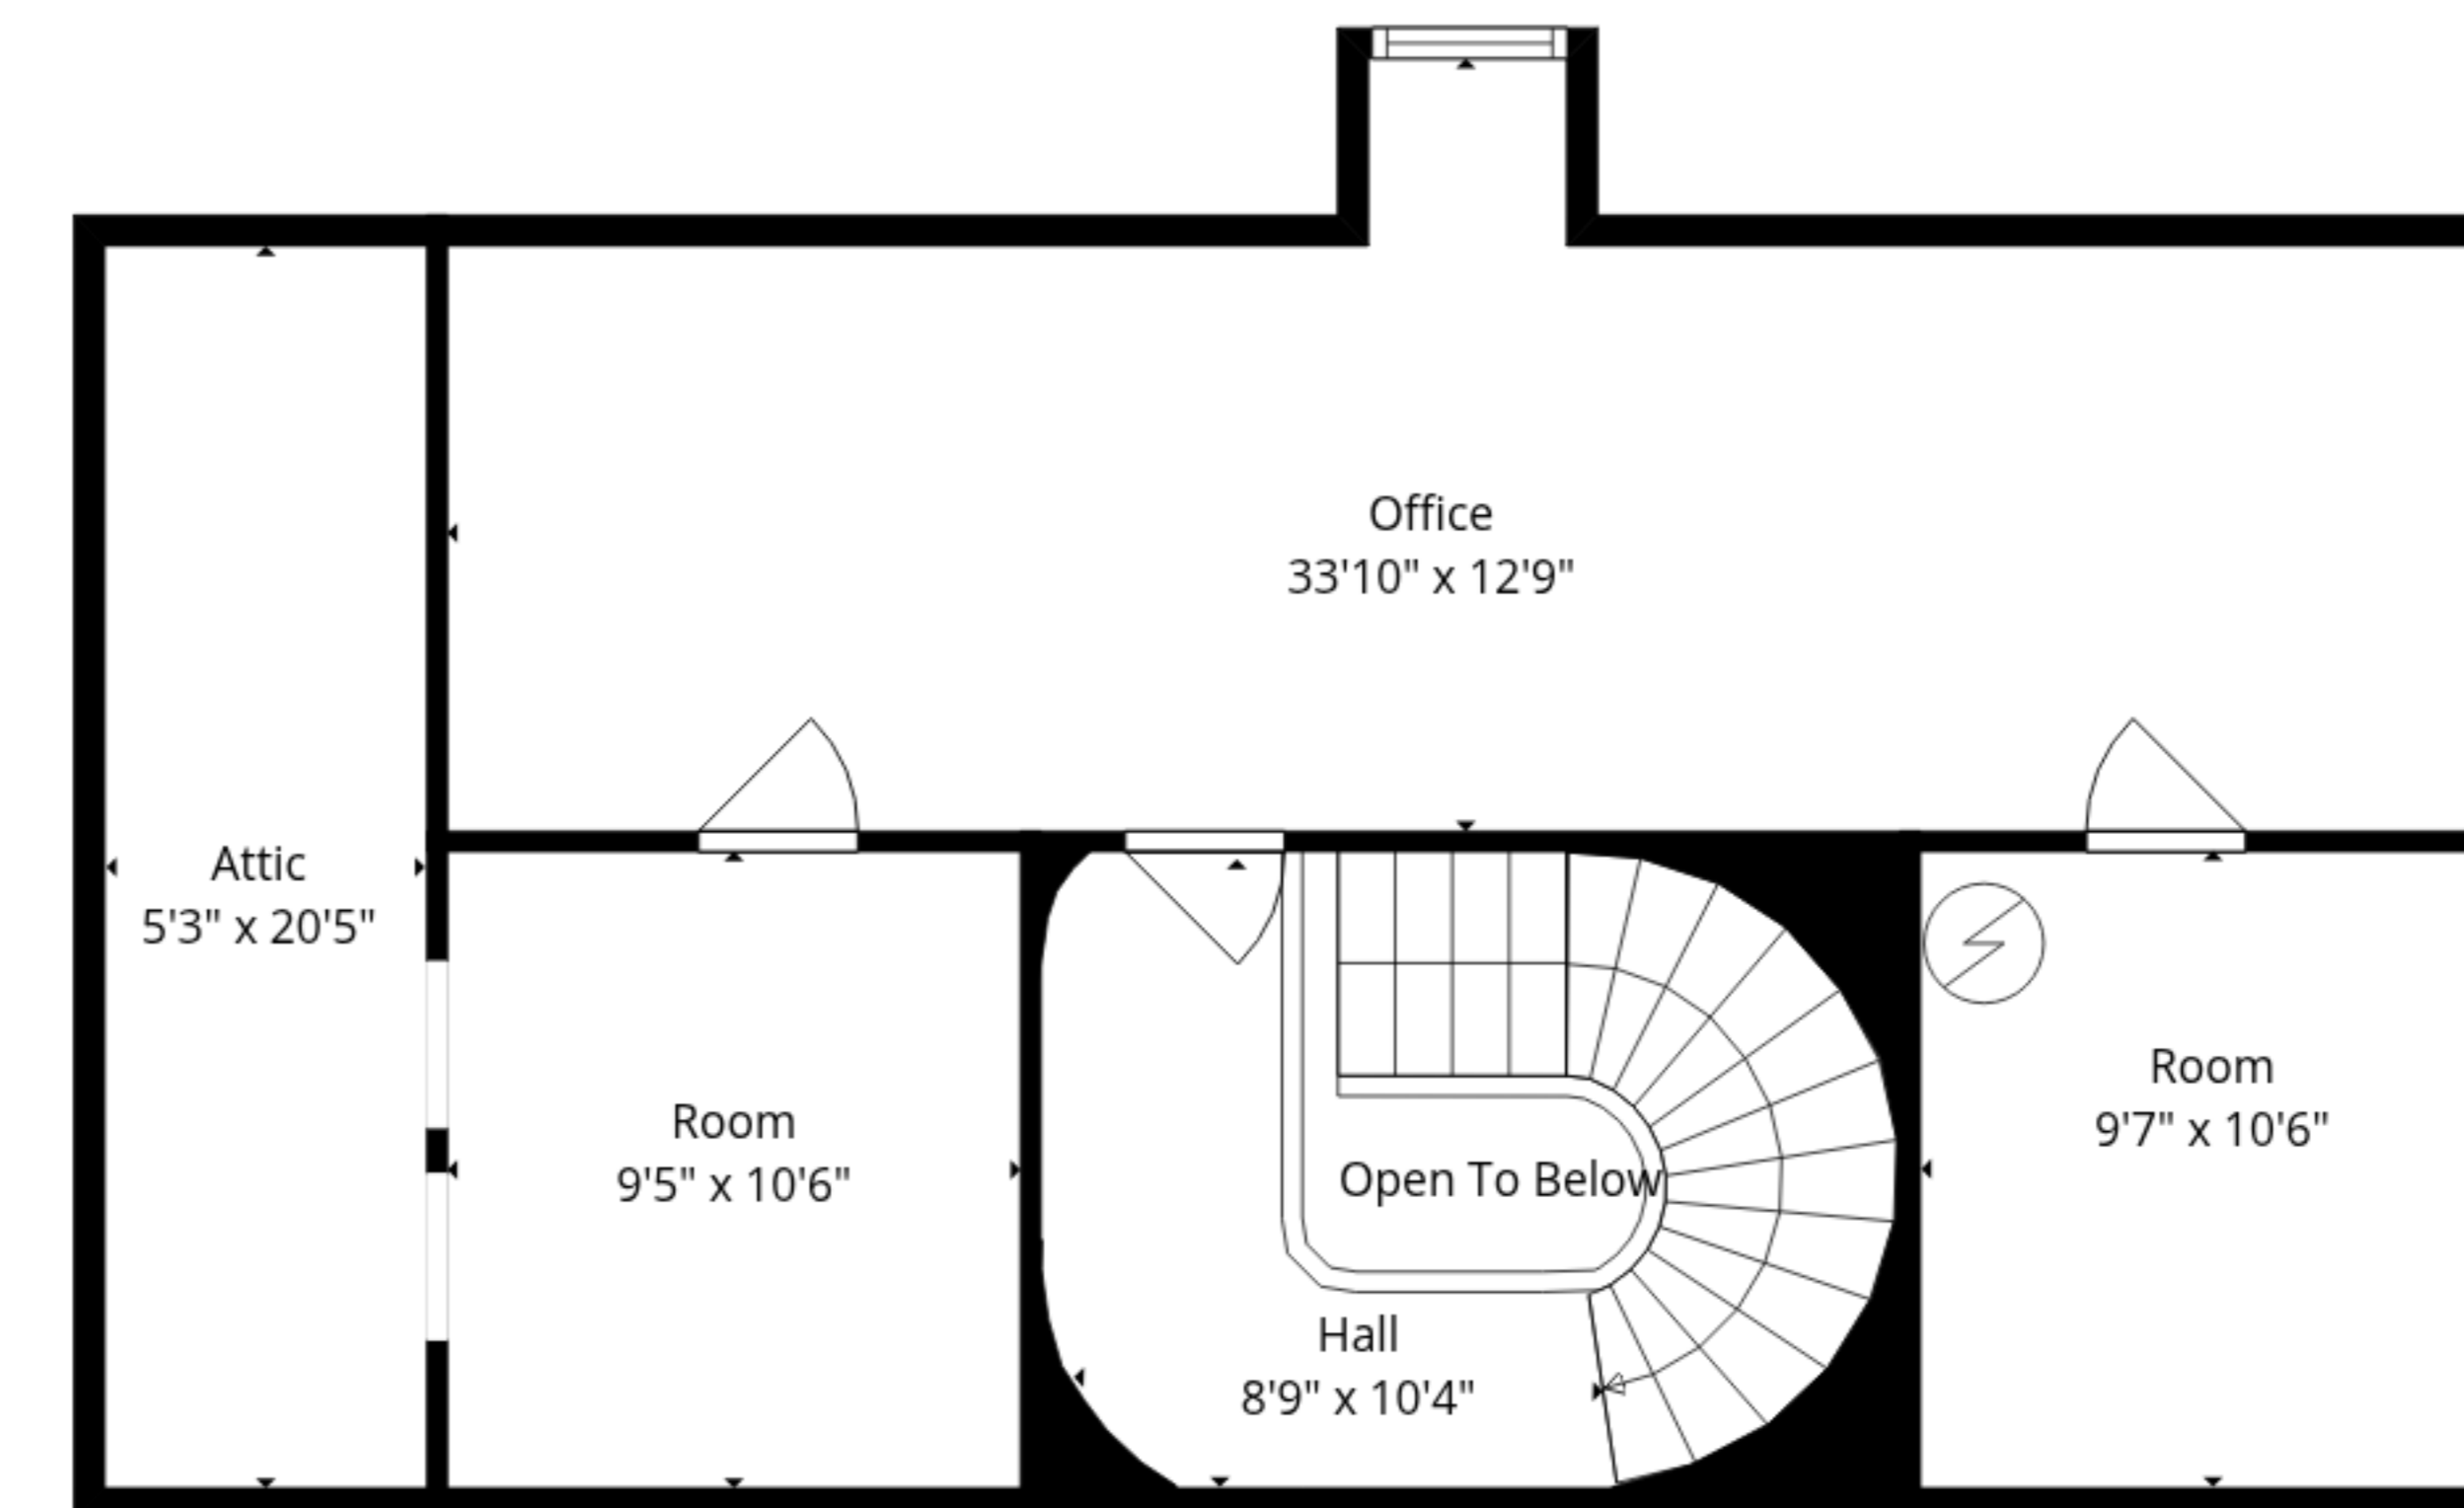 Office
33'10" x 12'9"
Attic
5'3" x 20'5"
Room
9'5" x 10'6"
Open To Below
Hall
8'9" x 10'4"
Room
9'7" x 10'6"